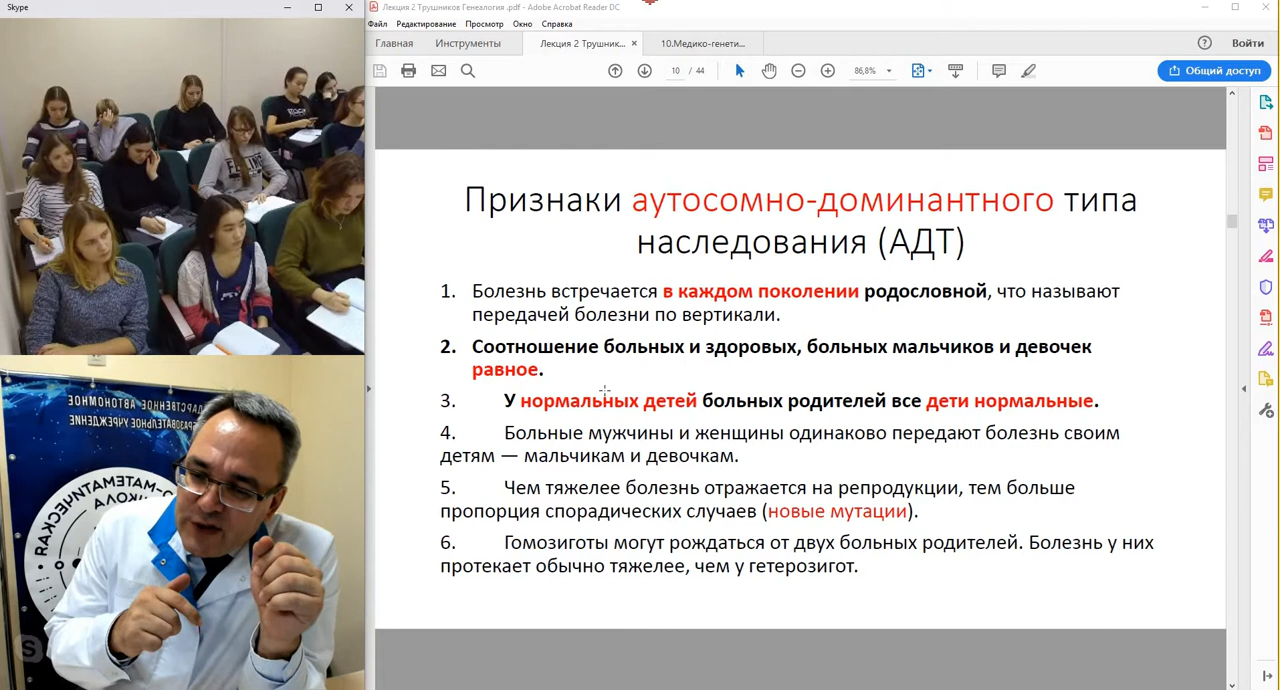 Skype
Лекция 2 Трушников Генеалогия .pdf - Adobe Acrobat Reader DC
Файл Редактирование Просмотр Окно Справка
Главная Инструменты Лекция 2 Трушник... × 10.Медико-генети... Войти
10 / 44 86,8% Общий доступ
Признаки аутосомно-доминантного типа
наследования (АДТ)
1. Болезнь встречается в каждом поколении родословной, что называют
передачей болезни по вертикали.
2. Соотношение больных и здоровых, больных мальчиков и девочек
равное.
3. У нормальных детей больных родителей все дети нормальные.
4. Больные мужчины и женщины одинаково передают болезнь своим
детям — мальчикам и девочкам.
5. Чем тяжелее болезнь отражается на репродукции, тем больше
пропорция спорадических случаев (новые мутации).
6. Гомозиготы могут рождаться от двух больных родителей. Болезнь у них
протекает обычно тяжелее, чем у гетерозигот.
FEELING
АВТОНОМНОЕ
УЧРЕЖДЕНИЕ